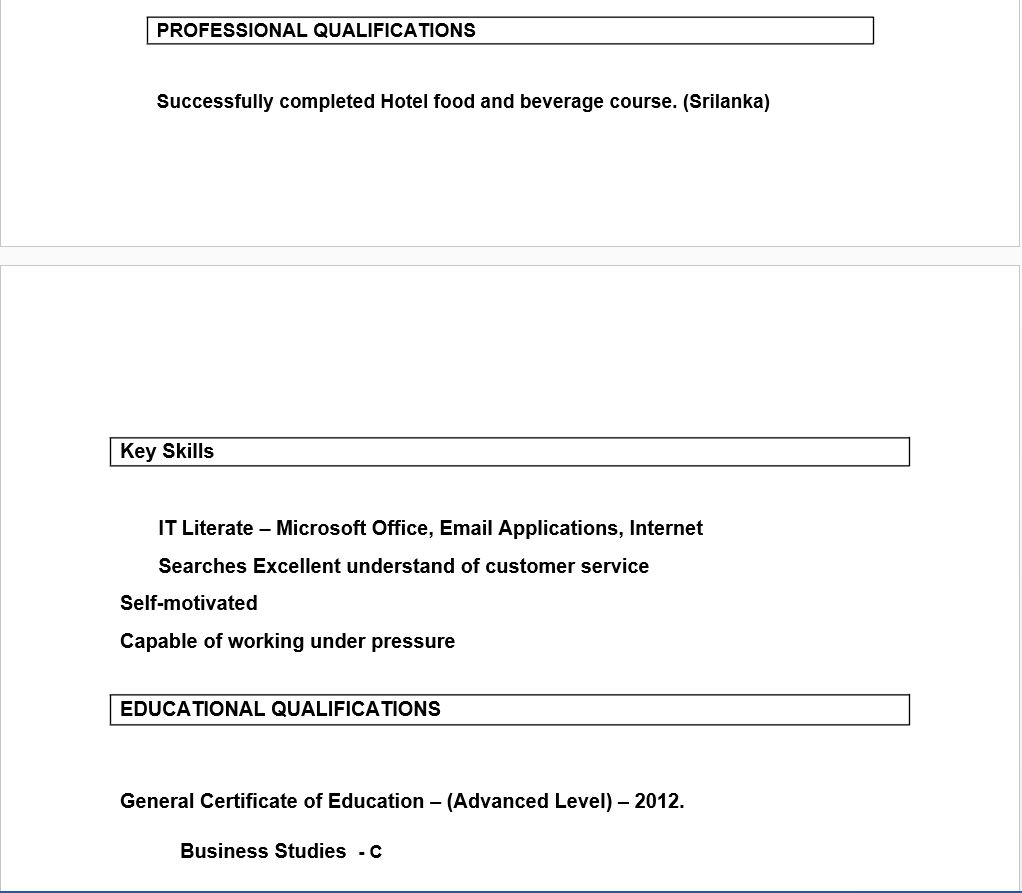 PROFESSIONAL QUALIFICATIONS
Successfully completed Hotel food and beverage course. (Srilanka)
Key Skills
IT Literate – Microsoft Office, Email Applications, Internet
Searches Excellent understand of customer service
Self-motivated
Capable of working under pressure
EDUCATIONAL QUALIFICATIONS
General Certificate of Education – (Advanced Level) – 2012.
Business Studies - C